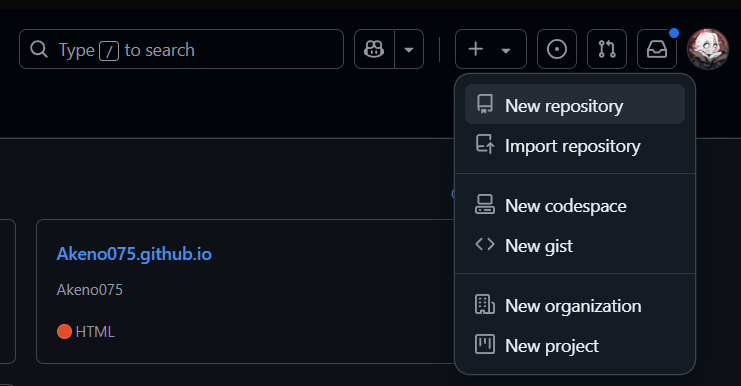 Type / to search
New repository
Import repository
New codespace
New gist
New organization
New project
Akeno075.github.io
Akeno075
HTML